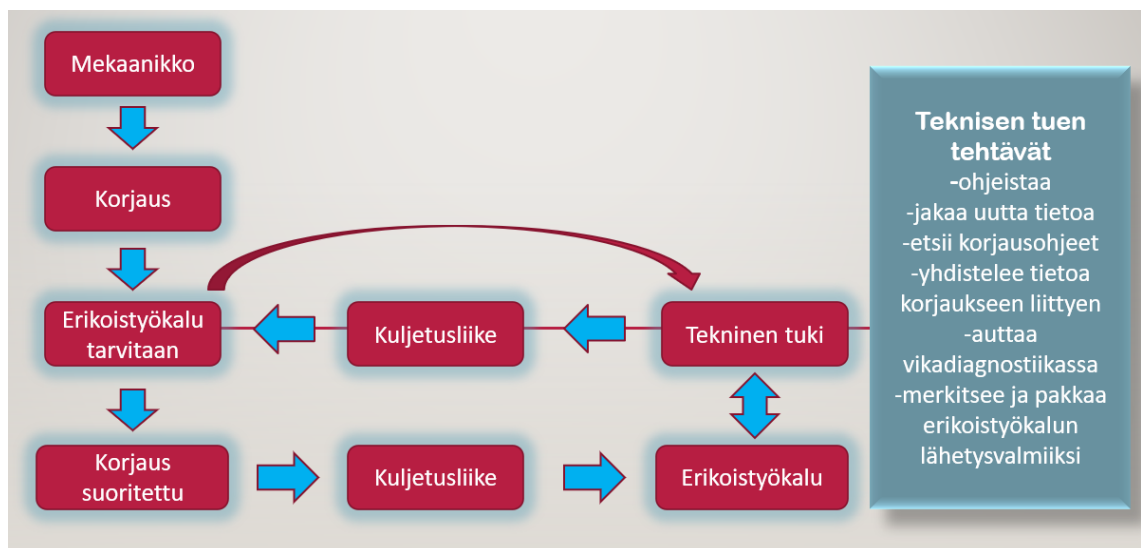 Mekaanikko
Korjaus
Erikoistyökalu
tarvitaan
Kuljetusliike
Tekninen tuki
Korjaus
suoritettu
Kuljetusliike
Erikoistyökalu
Teknisen tuen
tehtävät
-ohjeistaa
-jakaa uutta tietoa
-etsii korjausohjeet
-yhdistelee tietoa
korjaukseen liittyen
-auttaa
vikadiagnostiikassa
-merkitsee ja pakkaa
erikoistyökalun
lähetysvalmiiksi